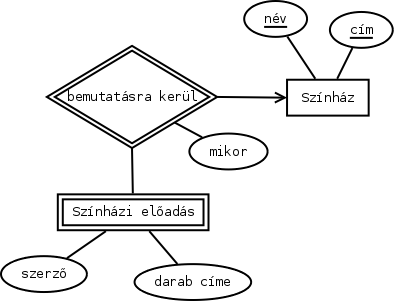 név
cím
bemutatásra kerül
Színház
mikor
Színházi előadás
szerző
darab címe